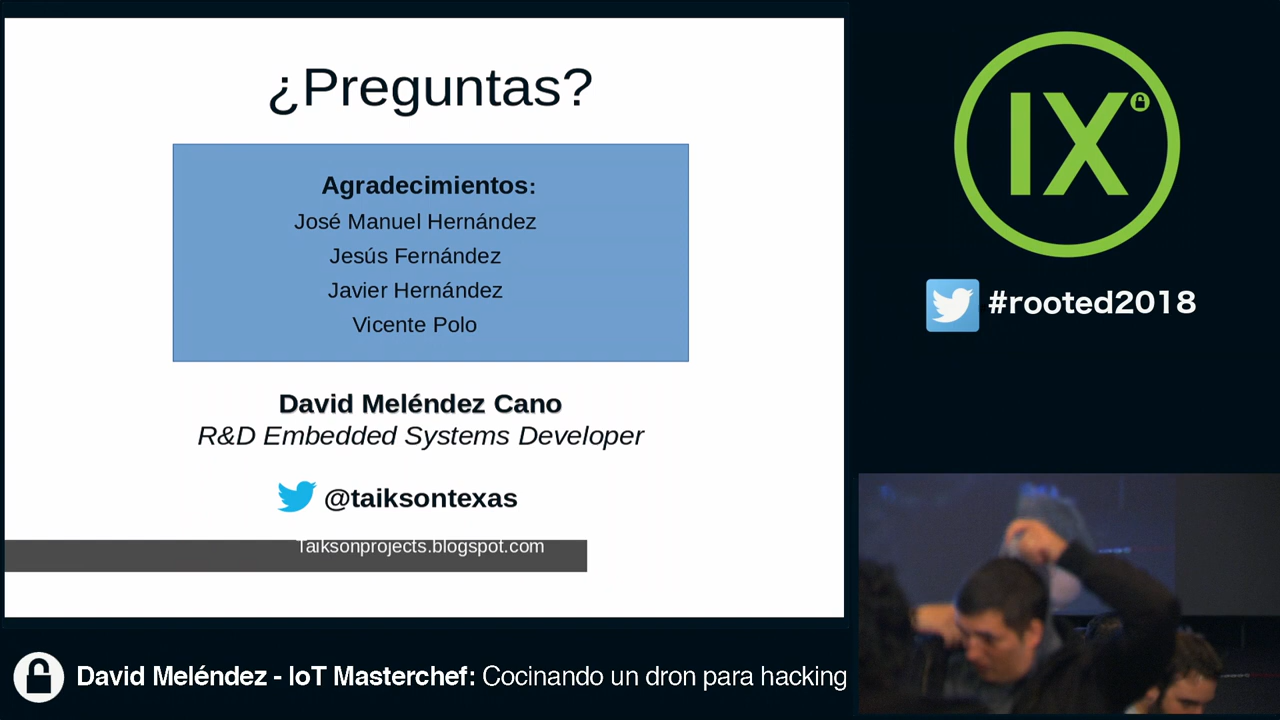 ¿Preguntas?
Agradecimientos:
José Manuel Hernández
Jesús Fernández
Javier Hernández
Vicente Polo
David Meléndez Cano
R&D Embedded Systems Developer
@taiksontexas
Taiksonprojects.blogspot.com
IX
#rooted2018
David Meléndez - IoT Masterchef: Cocinando un dron para hacking